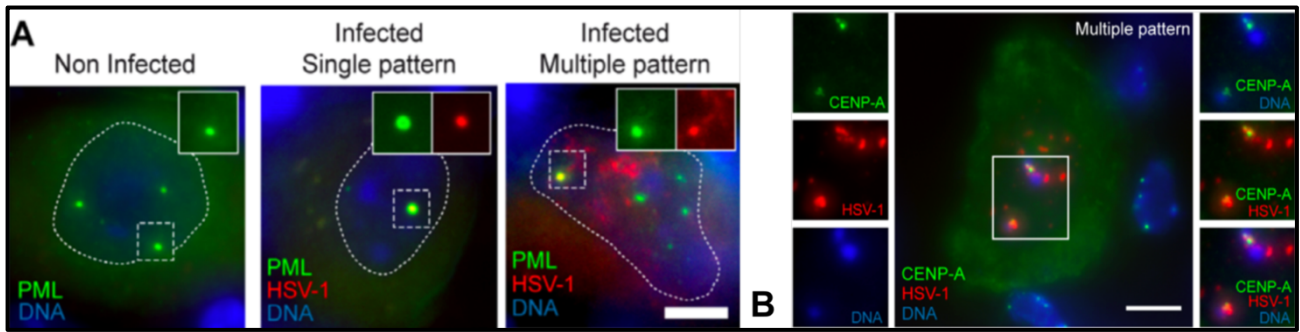 A
Non Infected
Infected
Single pattern
Infected
Multiple pattern
PML
DNA
PML
HSV-1
DNA
PML
HSV-1
DNA
B
CENP-A
HSV-1
DNA
Multiple pattern
CENP-A
HSV-1
DNA
CENP-A
DNA
CENP-A
HSV-1
CENP-A
HSV-1
DNA